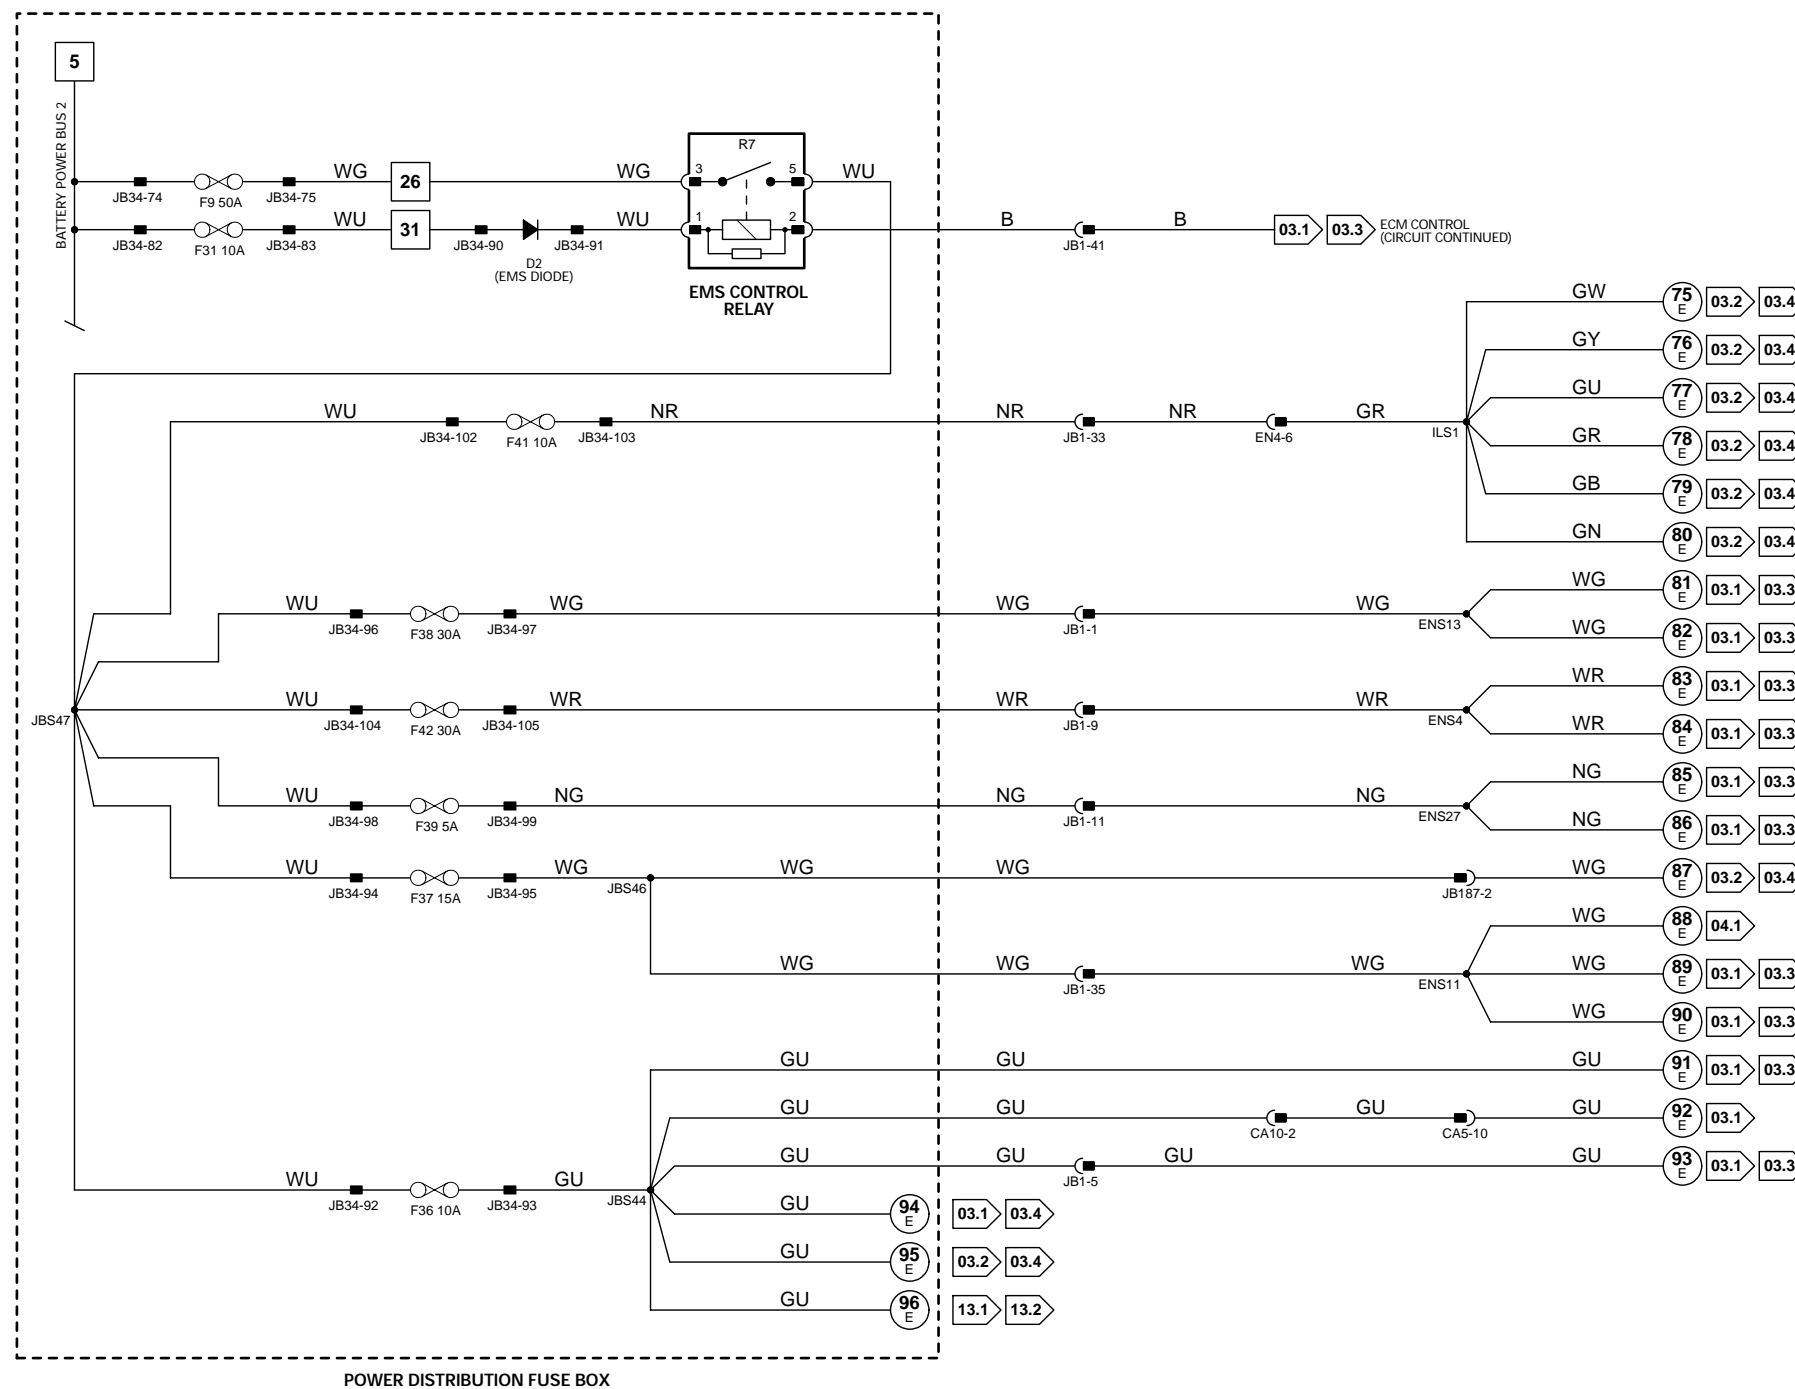 5
BATTERY POWER BUS 2
R7
3 5
WG WG WU
26
JB34-74 F9 50A JB34-75
WU WU 1 2 B B
31
03.1 03.3 ECM CONTROL
(CIRCUIT CONTINUED)
JB34-82 F31 10A JB34-83 JB34-90 JB34-91 JB1-41
D2
(EMS DIODE)
EMS CONTROL
RELAY
GW 75 E 03.2 03.4
GY 76 E 03.2 03.4
GU 77 E 03.2 03.4
WU NR NR NR GR
JB34-102 F41 10A JB34-103 JB1-33 EN4-6 ILS1
GR 78 E 03.2 03.4
GB 79 E 03.2 03.4
GN 80 E 03.2 03.4
WG 81 E 03.1 03.3
WU WG WG WG
JB34-96 F38 30A JB34-97 JB1-1 ENS13
WG 82 E 03.1 03.3
WR 83 E 03.1 03.3
WU WR WR WR
JBS47 JB34-104 F42 30A JB34-105 JB1-9 ENS4
WR 84 E 03.1 03.3
NG 85 E 03.1 03.3
WU NG NG NG
JB34-98 F39 5A JB34-99 JB1-11 ENS27
NG 86 E 03.1 03.3
WU WG WG WG WG 87 E 03.2 03.4
JB34-94 F37 15A JB34-95 JBS46 JB187-2
WG 88 E 04.1
WG WG WG WG 89 E 03.1 03.3
JB1-35 ENS11
WG 90 E 03.1 03.3
GU GU GU 91 E 03.1 03.3
GU GU GU GU 92 E 03.1
CA10-2 CA5-10
GU GU GU GU 93 E 03.1 03.3
JB1-5
WU GU
JB34-92 F36 10A JB34-93 JBS44
GU 94 E 03.1 03.4
GU 95 E 03.2 03.4
GU 96 E 13.1 13.2
POWER DISTRIBUTION FUSE BOX